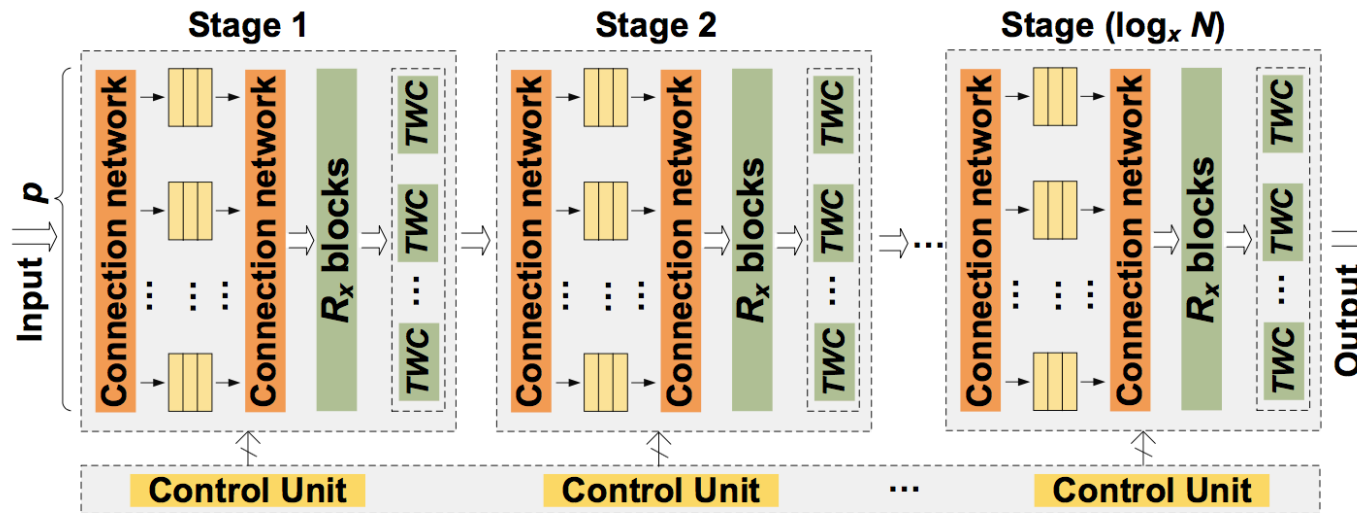 Stage 1
Stage 2
Stage (logx N)
Input
p
Connection network
...
...
...
Connection network
Rx blocks
TWC
TWC
...
TWC
Connection network
...
...
...
Connection network
Rx blocks
TWC
TWC
...
TWC
...
Connection network
...
...
...
Connection network
Rx blocks
TWC
TWC
...
TWC
Output
Control Unit
Control Unit
...
Control Unit